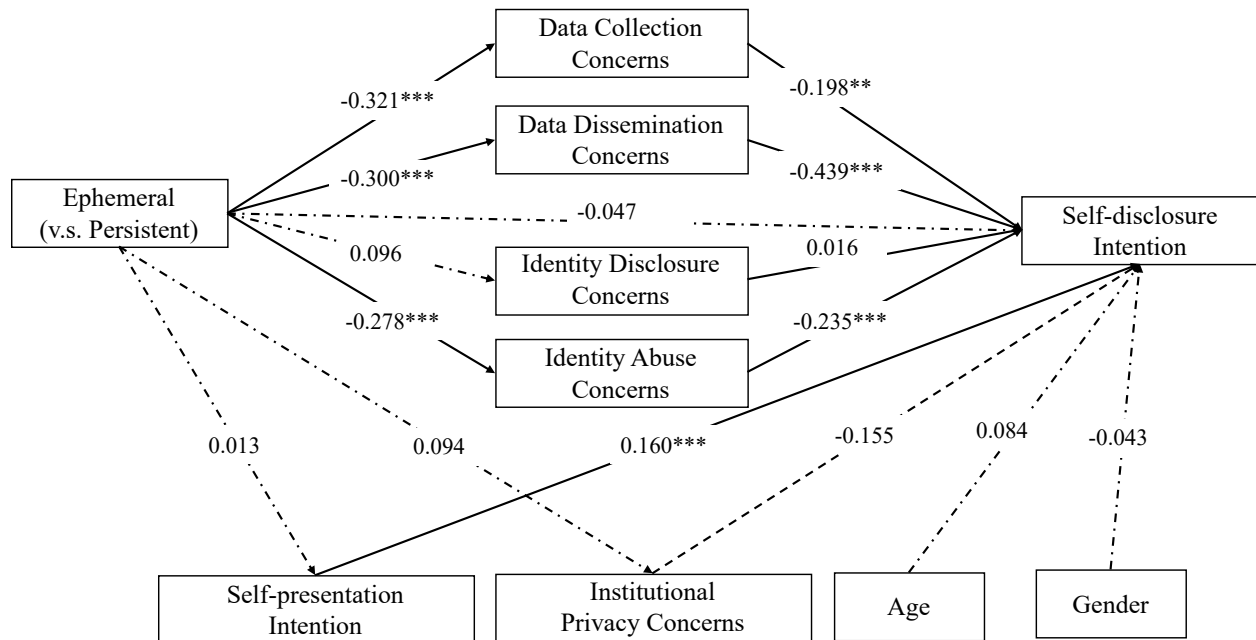 Data Collection
Concerns
-0.321***
-0.198**
Data Dissemination
Concerns
-0.300***
-0.439***
Ephemeral
(v.s. Persistent)
-0.047
Self-disclosure
Intention
0.096
Identity Disclosure
Concerns
0.016
-0.278***
-0.235***
Identity Abuse
Concerns
0.013
0.094
0.160***
-0.155
0.084
-0.043
Self-presentation
Intention
Institutional
Privacy Concerns
Age
Gender